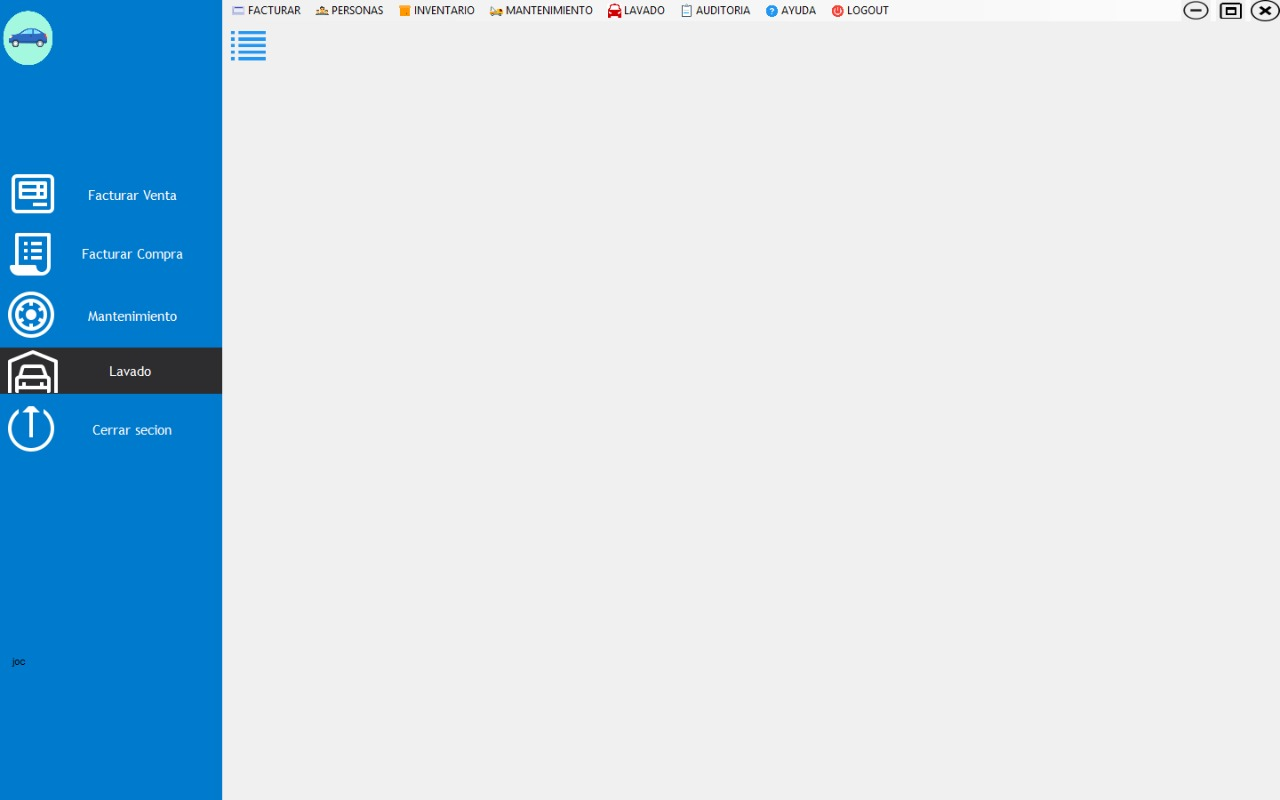 FACTURAR PERSONAS INVENTARIO MANTENIMIENTO LAVADO AUDITORIA AYUDA LOGOUT
Facturar Venta
Facturar Compra
Mantenimiento
Lavado
Cerrar secion
joc